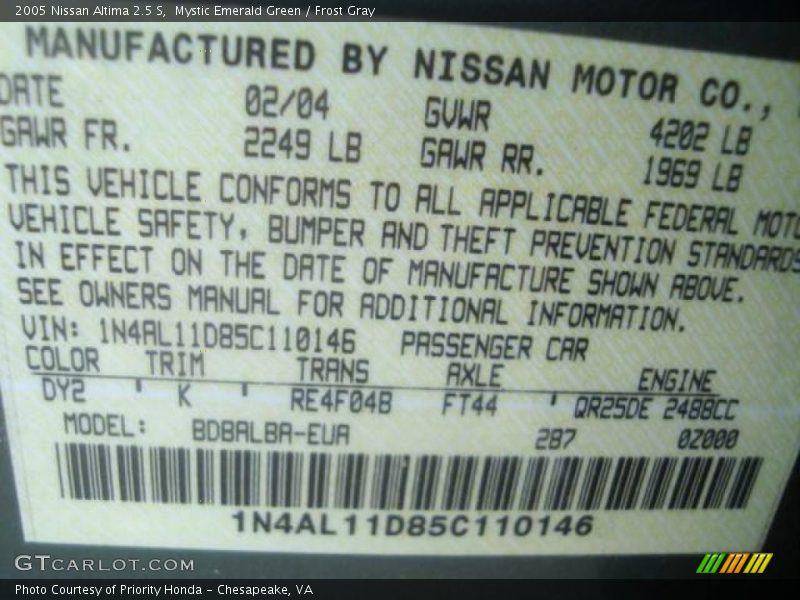 2005 Nissan Altima 2.5 S, Mystic Emerald Green / Frost Gray
MANUFACTURED BY NISSAN MOTOR CO.,
DATE 02/04 GVWR 4202 LB
GAWR FR. 2249 LB GAWR RR. 1969 LB
THIS VEHICLE CONFORMS TO ALL APPLICABLE FEDERAL MOTO
VEHICLE SAFETY, BUMPER AND THEFT PREVENTION STANDARDS
IN EFFECT ON THE DATE OF MANUFACTURE SHOWN ABOVE.
SEE OWNERS MANUAL FOR ADDITIONAL INFORMATION.
VIN: 1N4AL11D85C110146 PASSENGER CAR
COLOR TRIM TRANS AXLE ENGINE
DY2 K RE4F04B FT44 QR25DE 2488CC
MODEL: BDBALBA-EUA 287 0Z000
1N4AL11D85C110146
GTCARLOT.COM
Photo Courtesy of Priority Honda - Chesapeake, VA